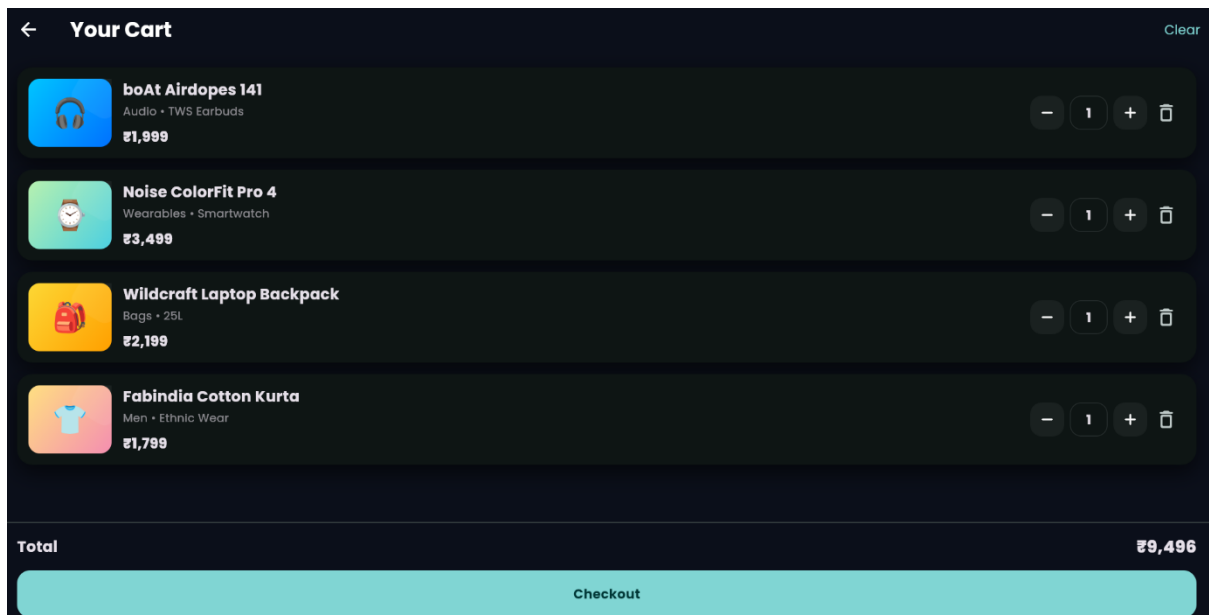 Your Cart
Clear
boAt Airdopes 141
Audio • TWS Earbuds
₹1,999
− 1 +
Noise ColorFit Pro 4
Wearables • Smartwatch
₹3,499
− 1 +
Wildcraft Laptop Backpack
Bags • 25L
₹2,199
− 1 +
Fabindia Cotton Kurta
Men • Ethnic Wear
₹1,799
− 1 +
Total ₹9,496
Checkout